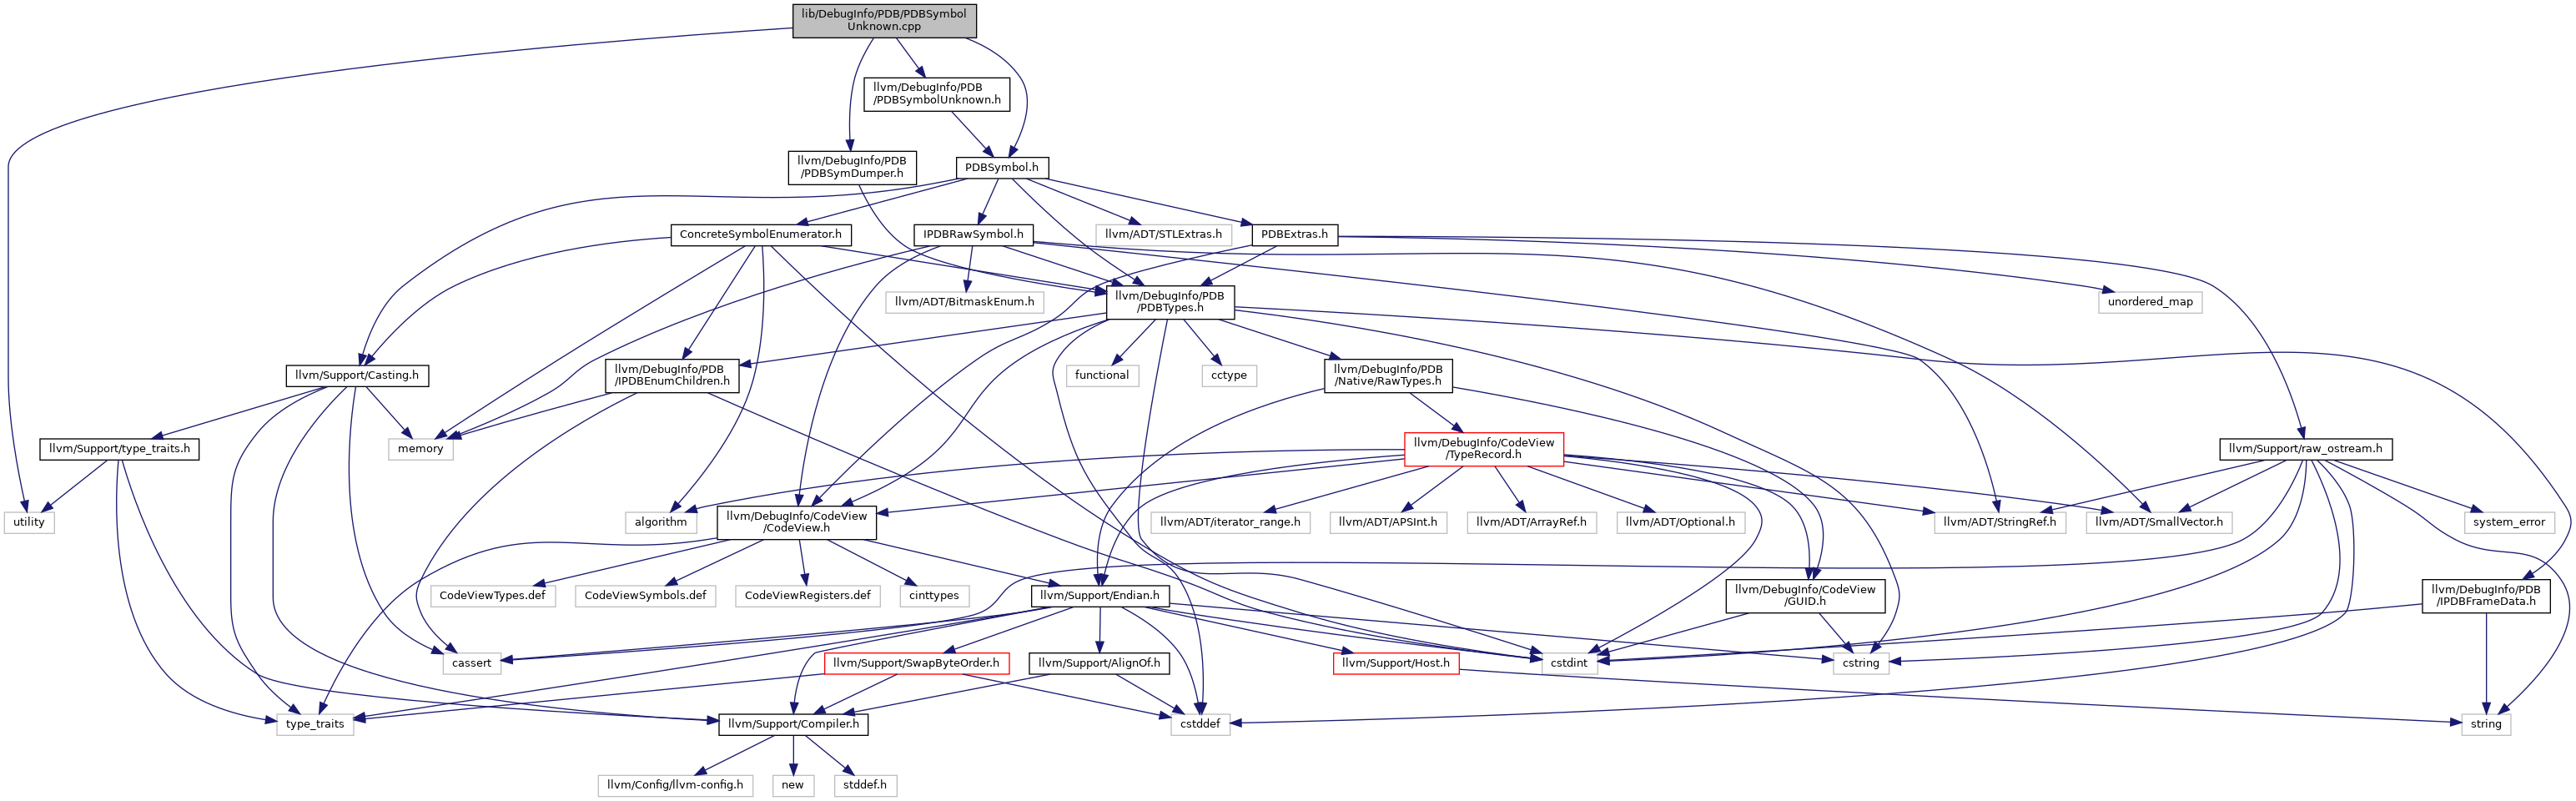 lib/DebugInfo/PDB/PDBSymbol
Unknown.cpp
llvm/DebugInfo/PDB
/PDBSymbolUnknown.h
llvm/DebugInfo/PDB
/PDBSymDumper.h
PDBSymbol.h
ConcreteSymbolEnumerator.h
IPDBRawSymbol.h
llvm/ADT/STLExtras.h
PDBExtras.h
llvm/ADT/BitmaskEnum.h
llvm/DebugInfo/PDB
/PDBTypes.h
unordered_map
llvm/Support/Casting.h
llvm/DebugInfo/PDB
/IPDBEnumChildren.h
functional
cctype
llvm/DebugInfo/PDB
/Native/RawTypes.h
llvm/Support/type_traits.h
memory
llvm/DebugInfo/CodeView
/TypeRecord.h
llvm/Support/raw_ostream.h
utility
algorithm
llvm/DebugInfo/CodeView
/CodeView.h
llvm/ADT/iterator_range.h
llvm/ADT/APSInt.h
llvm/ADT/ArrayRef.h
llvm/ADT/Optional.h
llvm/ADT/StringRef.h
llvm/ADT/SmallVector.h
system_error
CodeViewTypes.def
CodeViewSymbols.def
CodeViewRegisters.def
cinttypes
llvm/Support/Endian.h
llvm/DebugInfo/CodeView
/GUID.h
llvm/DebugInfo/PDB
/IPDBFrameData.h
cassert
llvm/Support/SwapByteOrder.h
llvm/Support/AlignOf.h
llvm/Support/Host.h
cstdint
cstring
type_traits
llvm/Support/Compiler.h
cstddef
string
llvm/Config/llvm-config.h
new
stddef.h